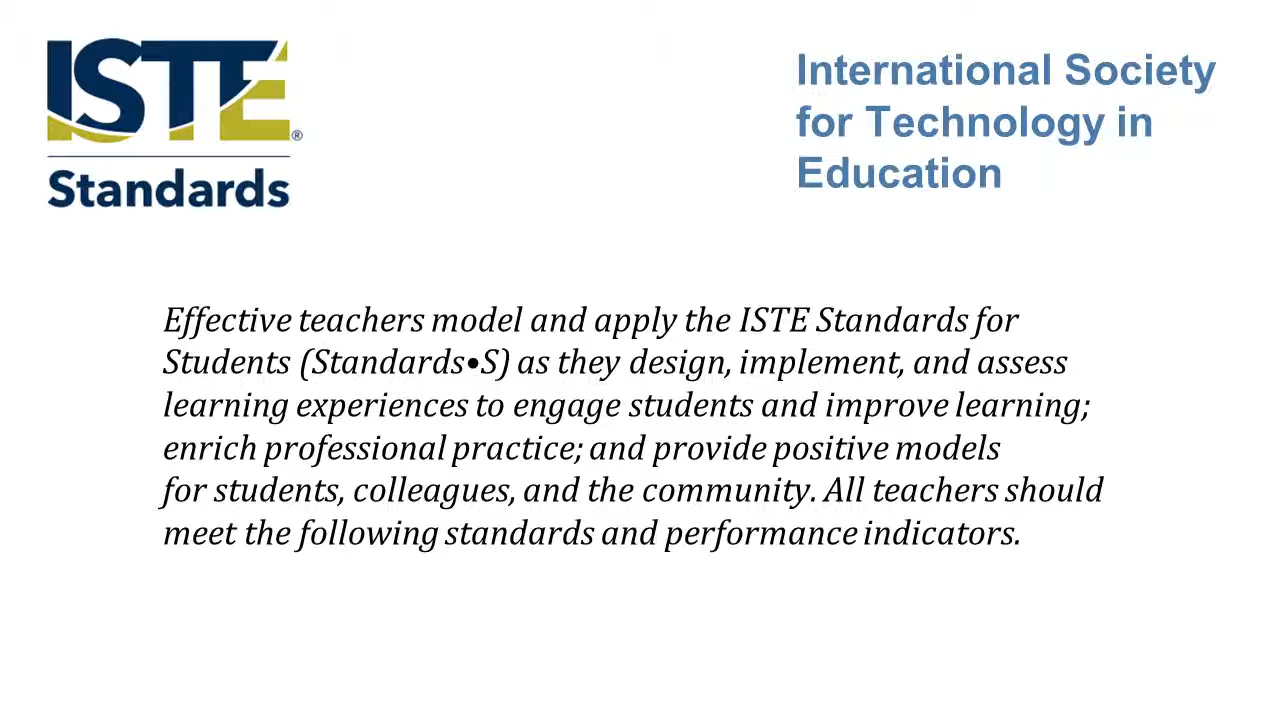 ISTE®
Standards
International Society
for Technology in
Education
Effective teachers model and apply the ISTE Standards for
Students (Standards•S) as they design, implement, and assess
learning experiences to engage students and improve learning;
enrich professional practice; and provide positive models
for students, colleagues, and the community. All teachers should
meet the following standards and performance indicators.